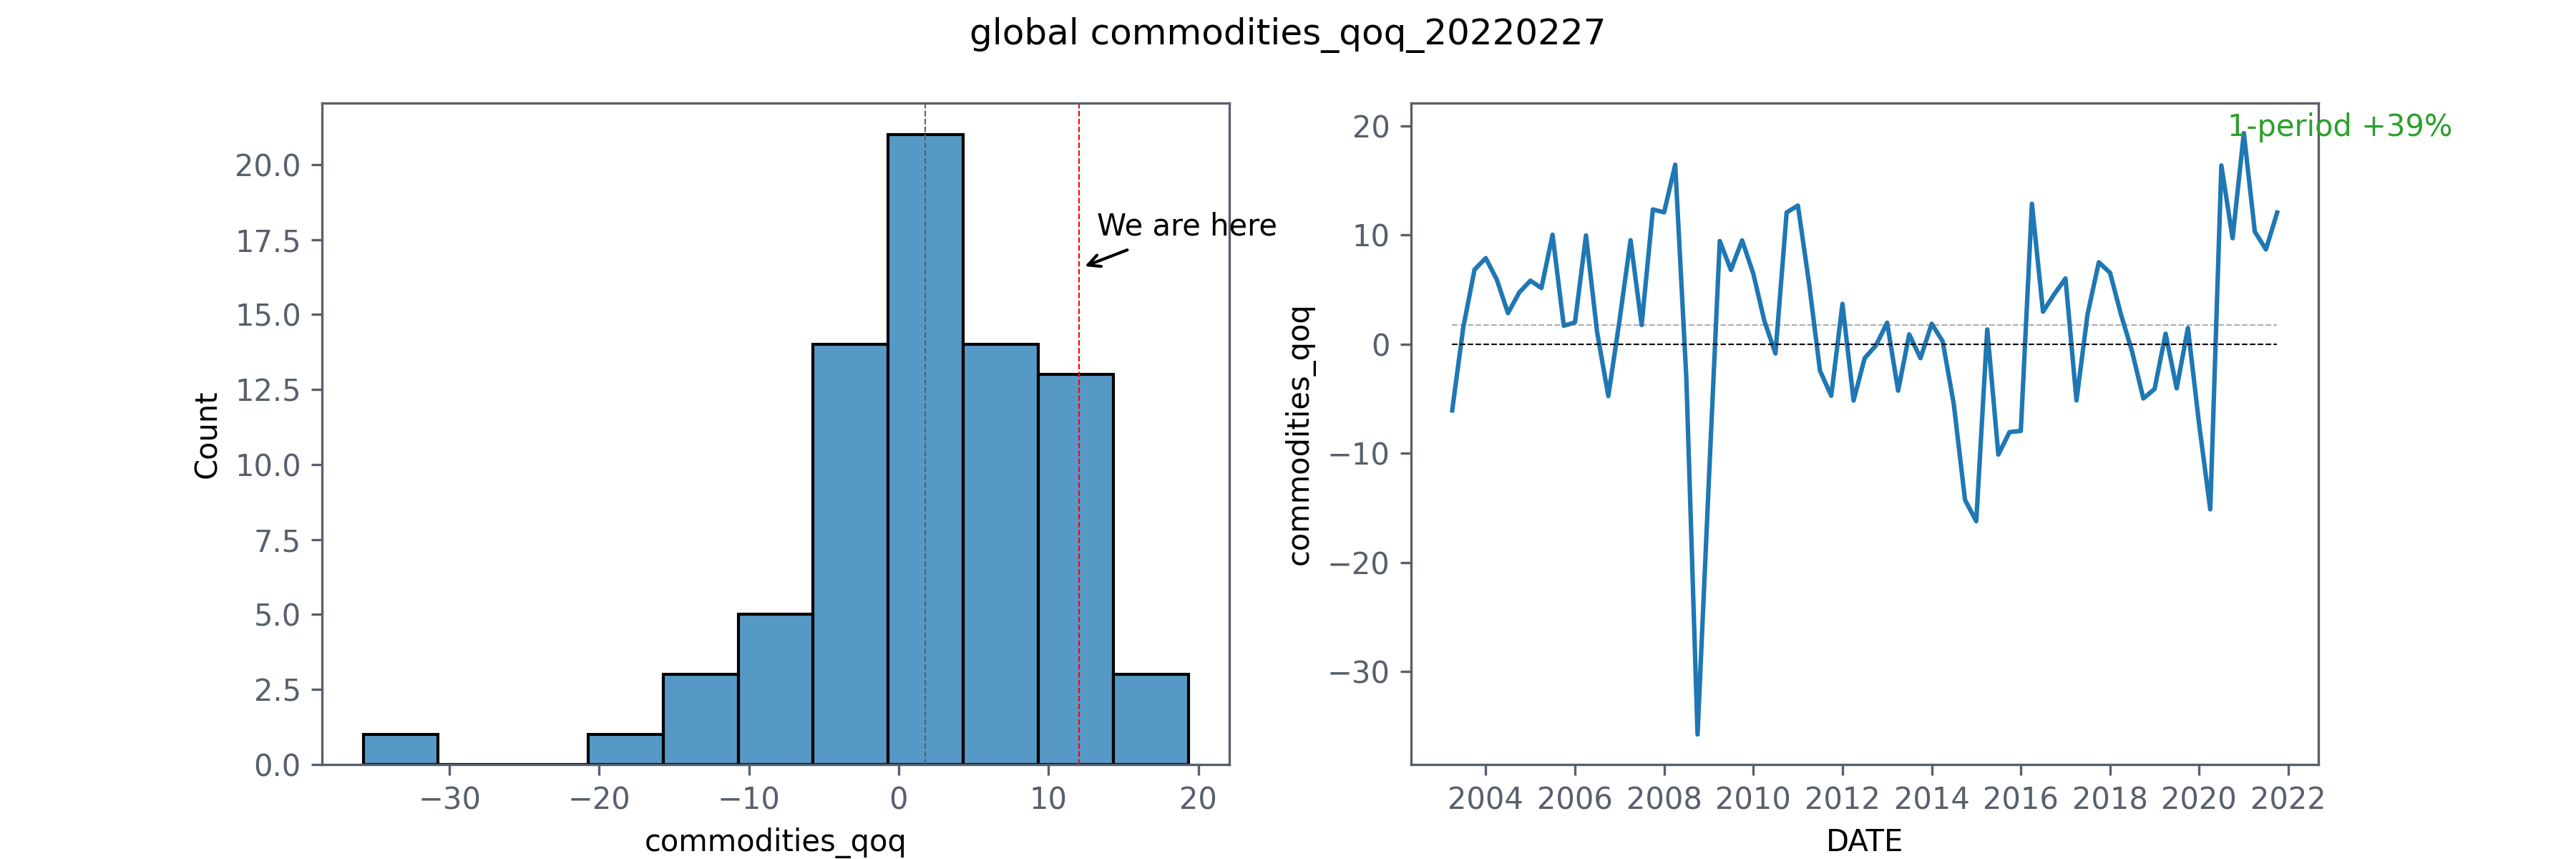 global commodities_qoq_20220227
20.0
17.5
15.0
12.5
10.0
7.5
5.0
2.5
0.0
Count
We are here
−30 −20 −10 0 10 20
commodities_qoq
20
10
0
−10
−20
−30
commodities_qoq
1-period +39%
2004 2006 2008 2010 2012 2014 2016 2018 2020 2022
DATE